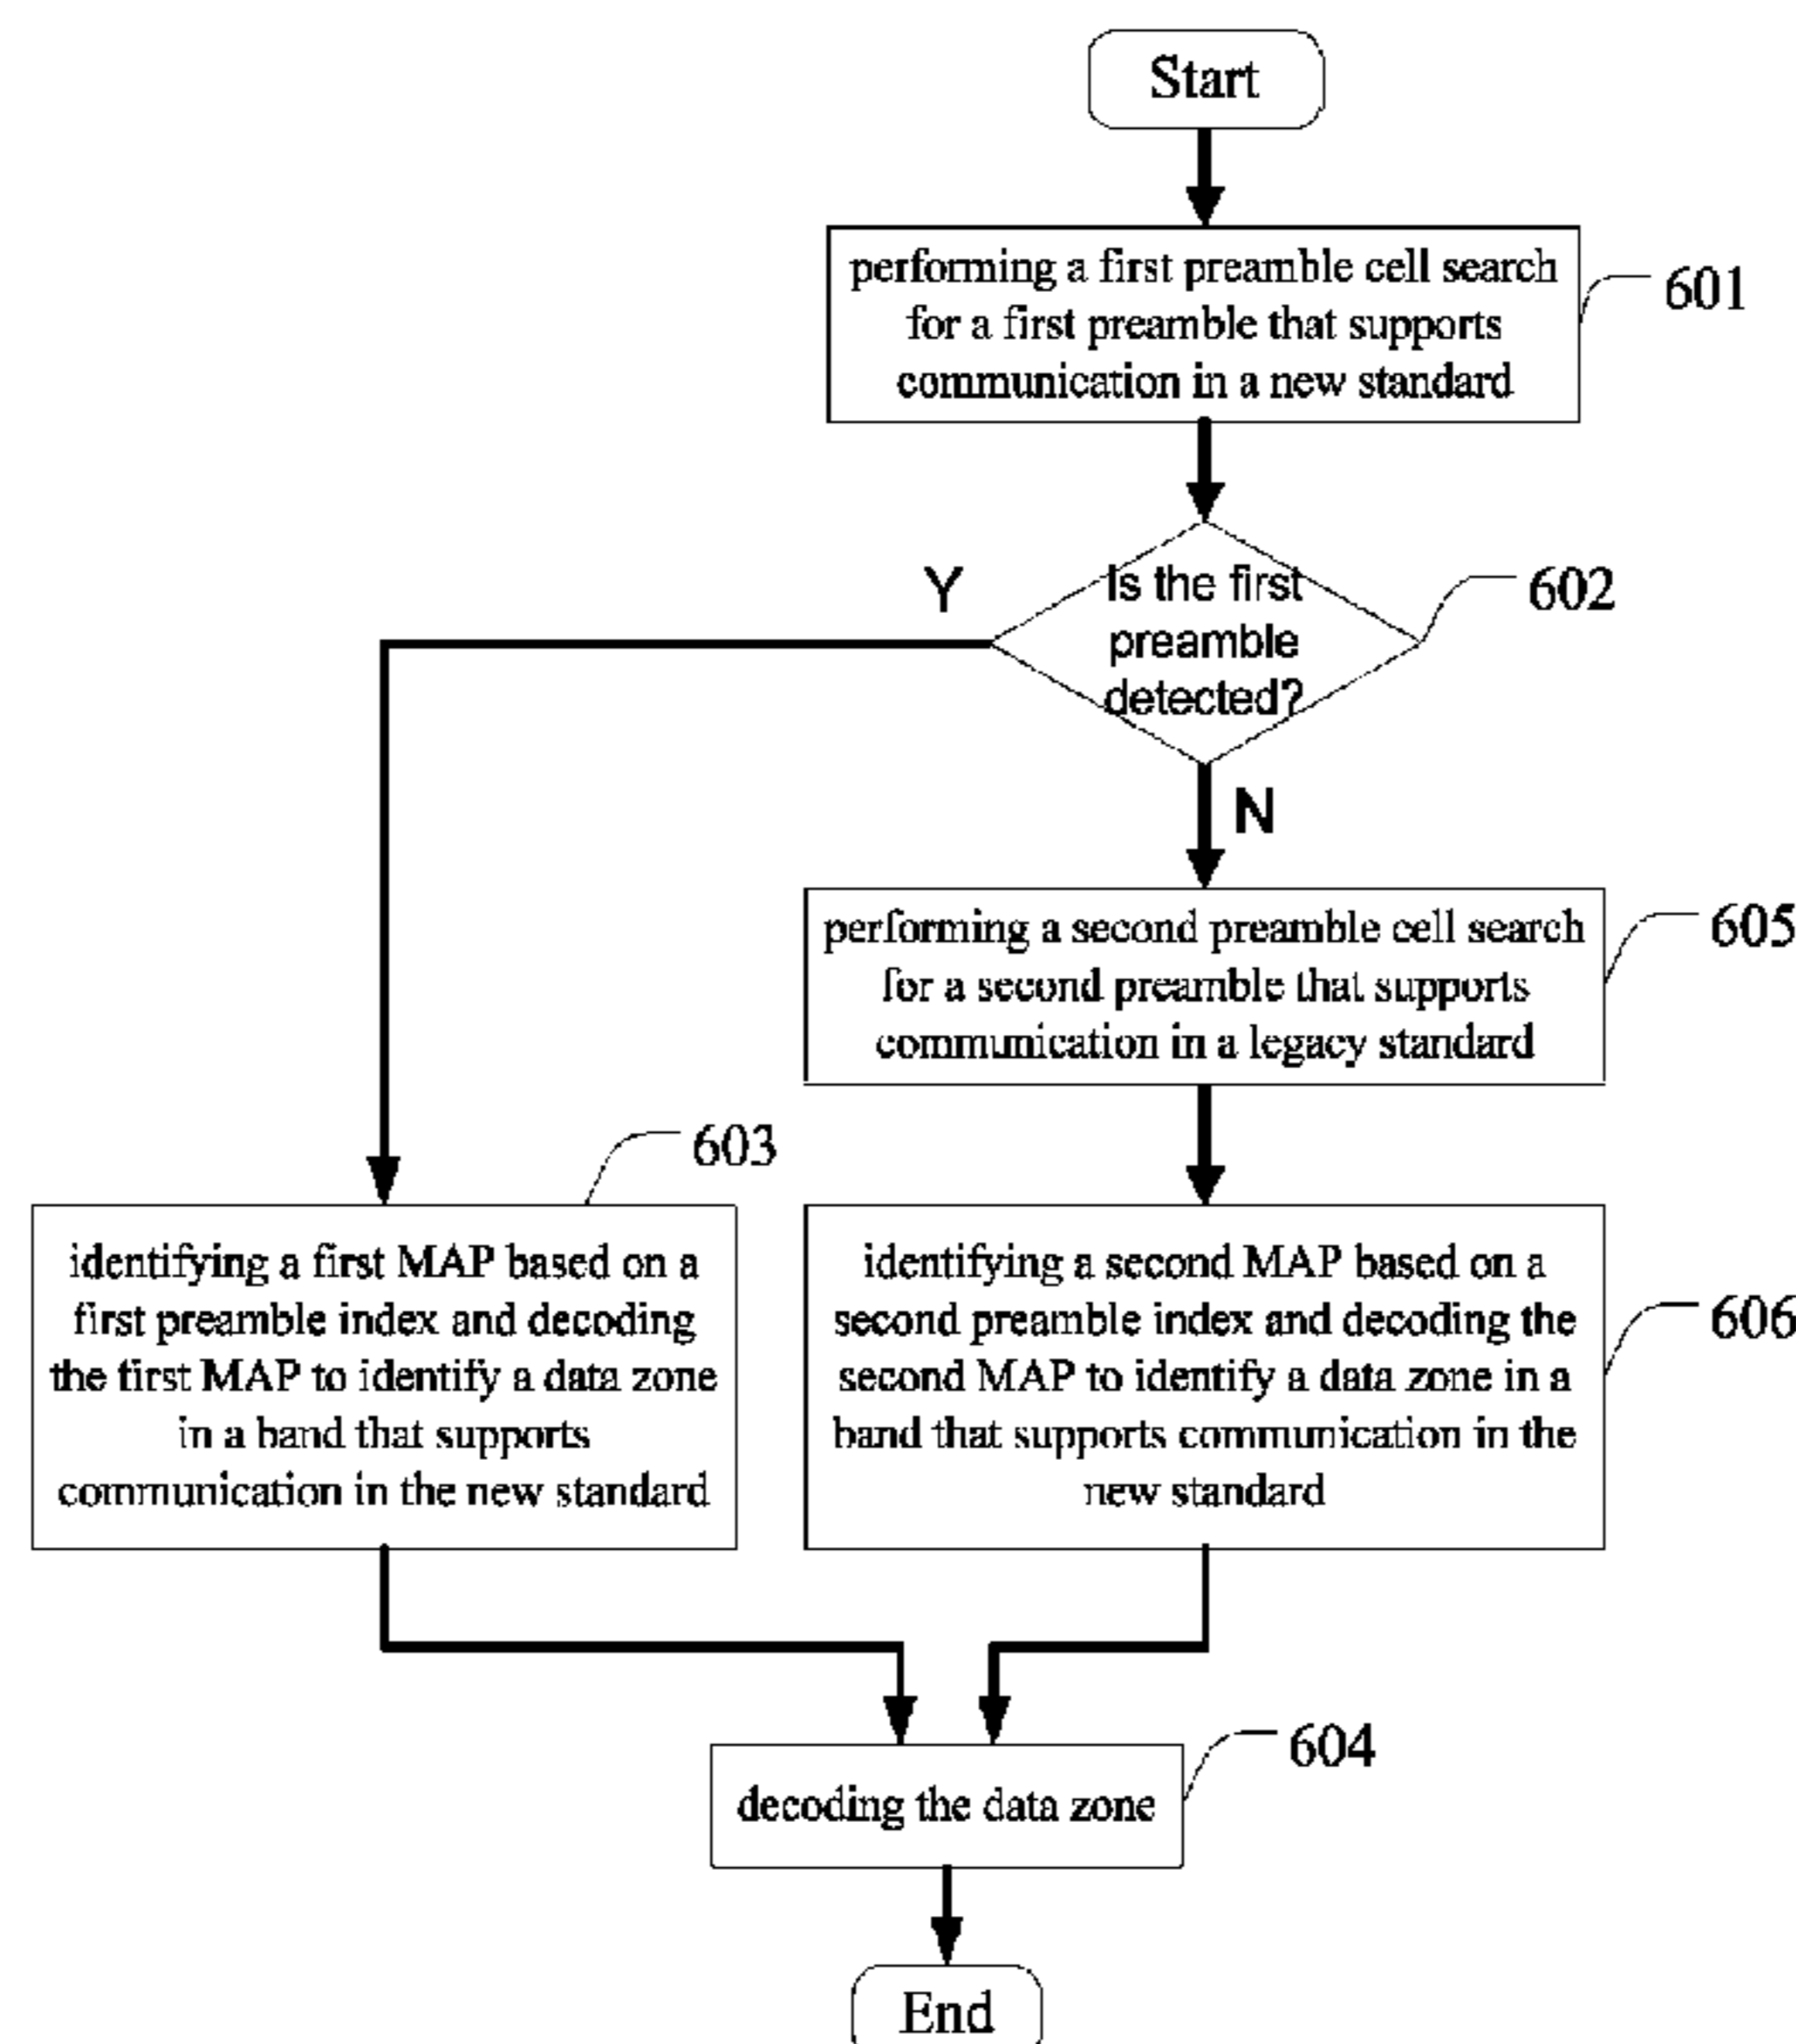 Start
performing a first preamble cell search
for a first preamble that supports
communication in a new standard
601
Y
Is the first
preamble
detected?
602
N
performing a second preamble cell search
for a second preamble that supports
communication in a legacy standard
605
603
identifying a first MAP based on a
first preamble index and decoding
the first MAP to identify a data zone
in a band that supports
communication in the new standard
identifying a second MAP based on a
second preamble index and decoding the
second MAP to identify a data zone in a
band that supports communication in the
new standard
606
decoding the data zone
604
End